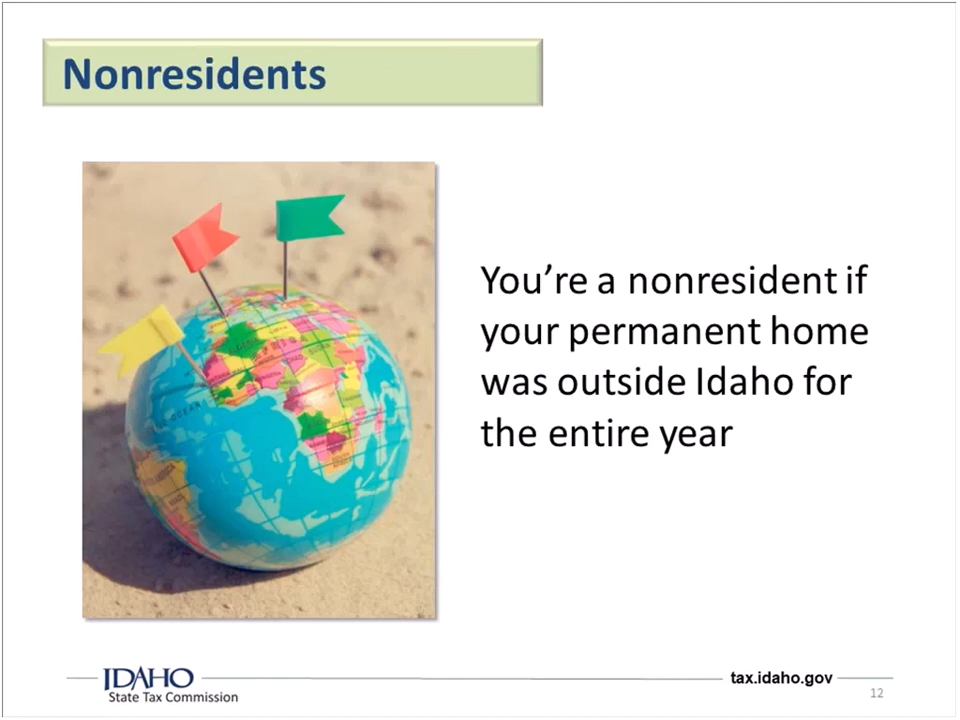 Nonresidents
You're a nonresident if
your permanent home
was outside Idaho for
the entire year
IDAHO
State Tax Commission
tax.idaho.gov
12